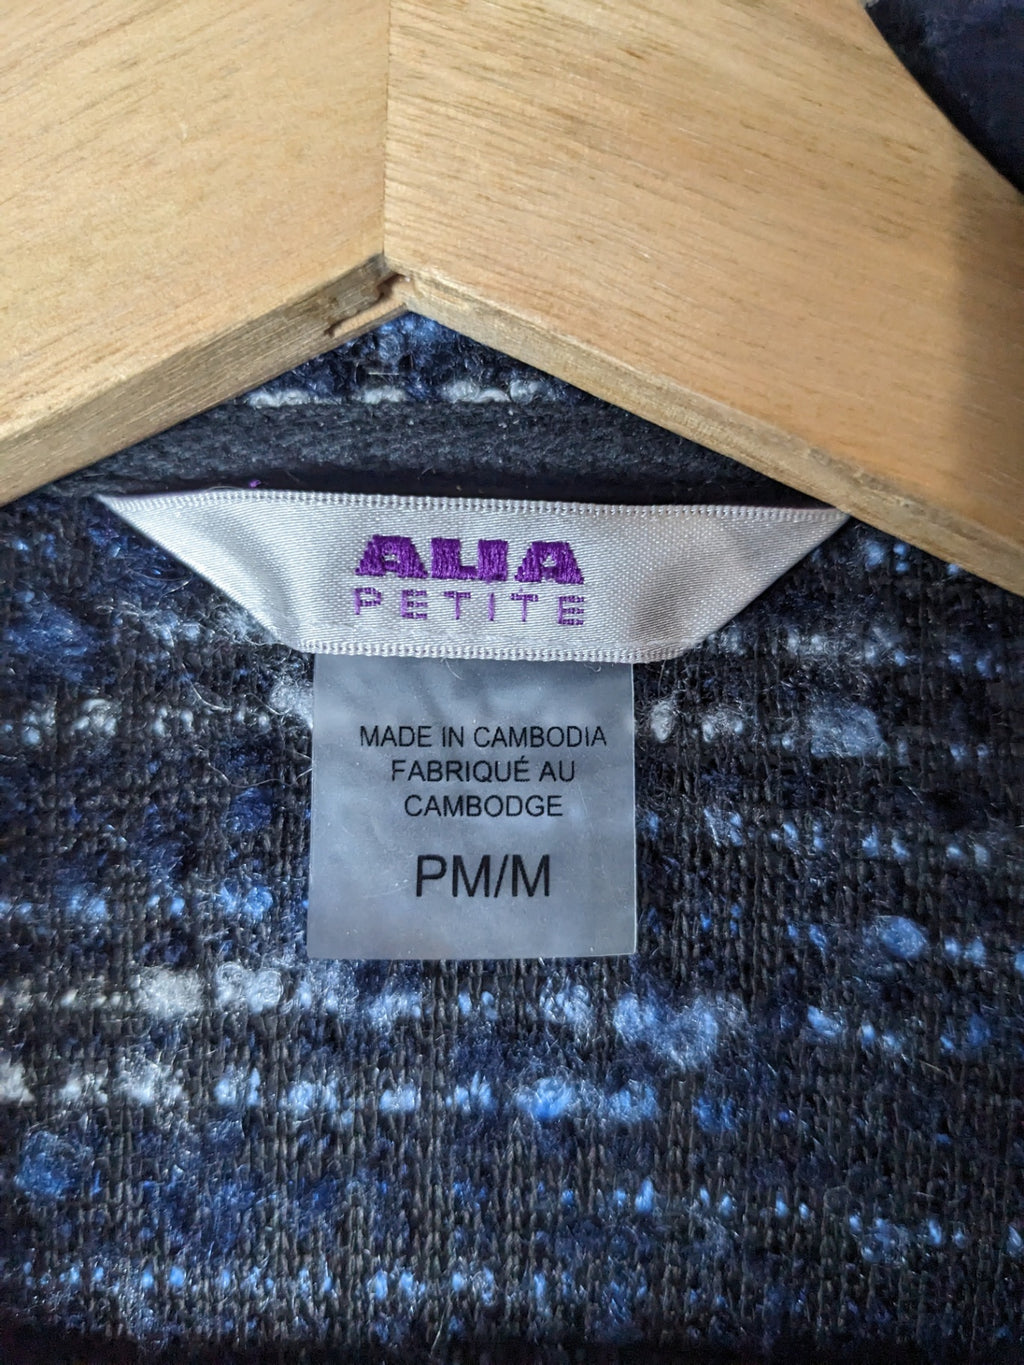 ALIA
PETITE
MADE IN CAMBODIA
FABRIQUÉ AU
CAMBODGE
PM/M